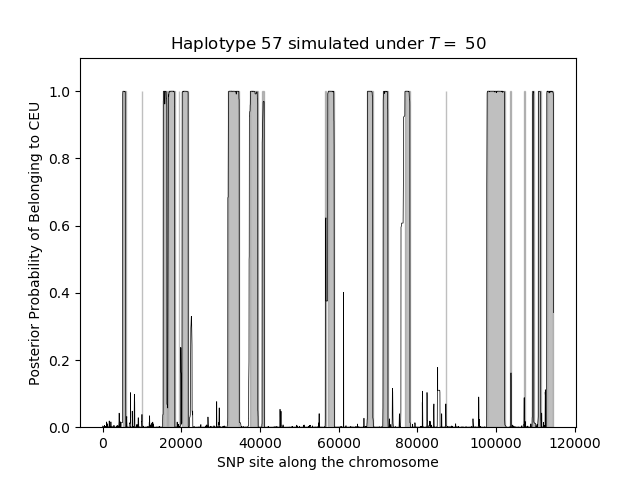 Haplotype 57 simulated under T = 50
Posterior Probability of Belonging to CEU
1.0
0.8
0.6
0.4
0.2
0.0
0 20000 40000 60000 80000 100000 120000
SNP site along the chromosome